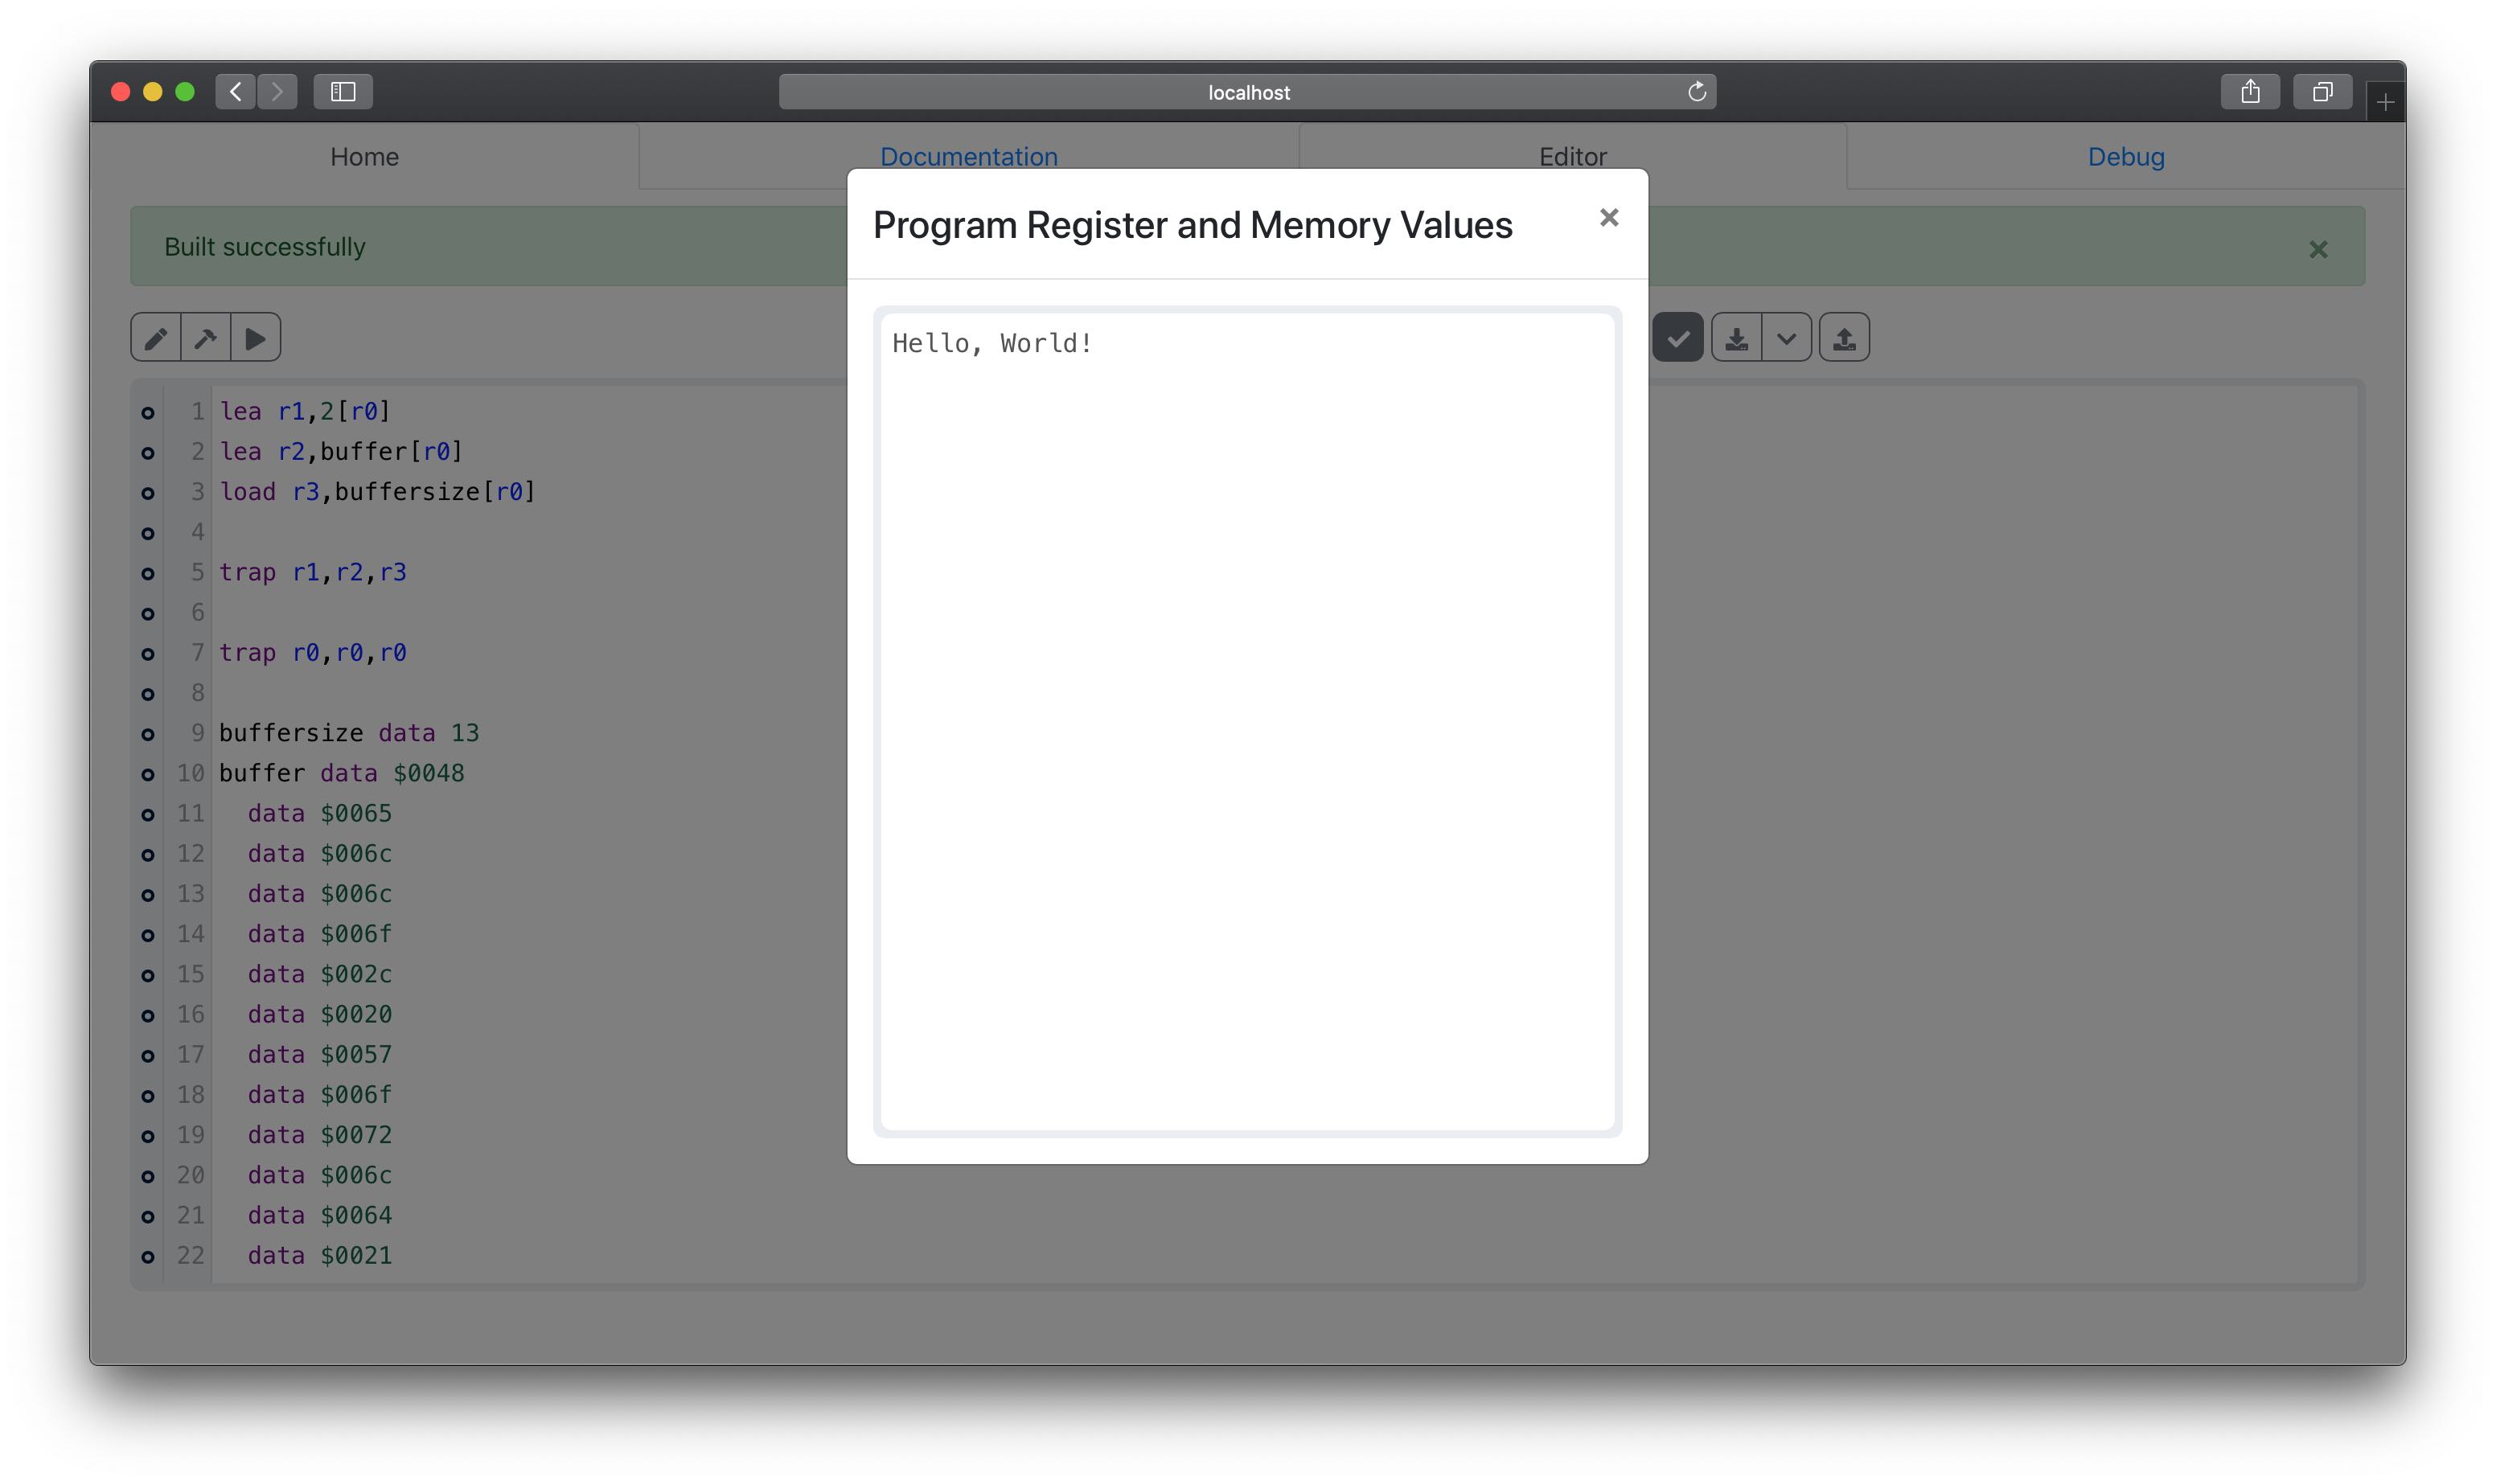 localhost
Home
Documentation
Editor
Debug
Program Register and Memory Values
Built successfully
Hello, World!
1 lea r1,2[r0]
2 lea r2,buffer[r0]
3 load r3,buffersize[r0]
4
5 trap r1,r2,r3
6
7 trap r0,r0,r0
8
9 buffersize data 13
10 buffer data $0048
11   data $0065
12   data $006c
13   data $006c
14   data $006f
15   data $002c
16   data $0020
17   data $0057
18   data $006f
19   data $0072
20   data $006c
21   data $0064
22   data $0021